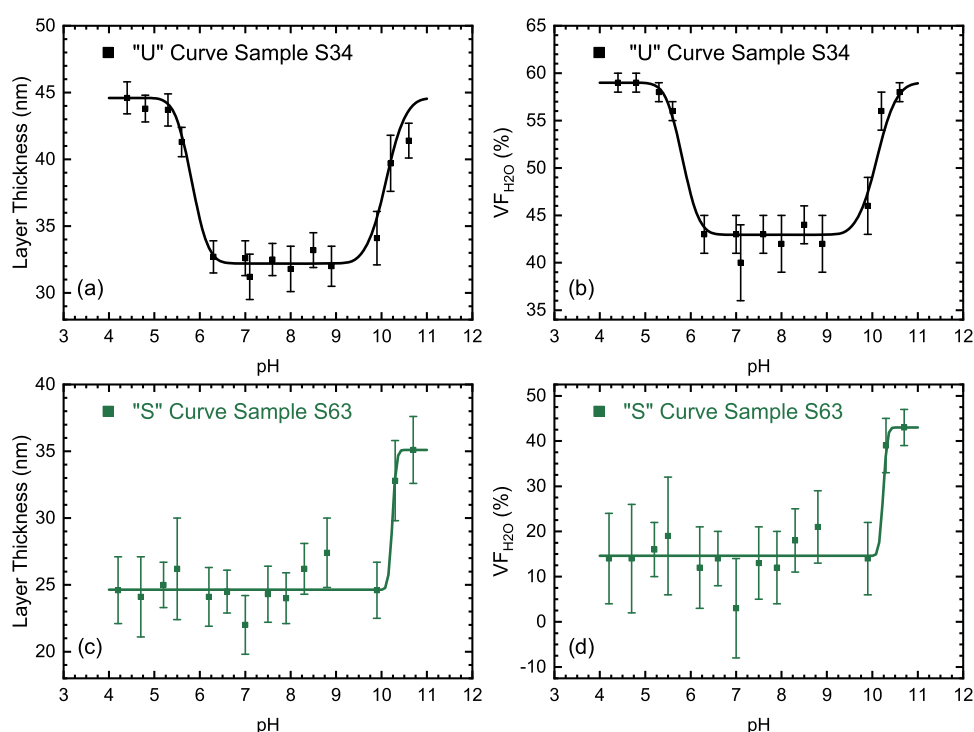 50
45
40
35
30
Layer Thickness (nm)
"U" Curve Sample S34
(a)
3 4 5 6 7 8 9 10 11 12
pH
65
60
55
50
45
40
35
VFH2O (%)
"U" Curve Sample S34
(b)
3 4 5 6 7 8 9 10 11 12
pH
40
35
30
25
20
Layer Thickness (nm)
"S" Curve Sample S63
(c)
3 4 5 6 7 8 9 10 11 12
pH
50
40
30
20
10
0
-10
VFH2O (%)
"S" Curve Sample S63
(d)
3 4 5 6 7 8 9 10 11 12
pH